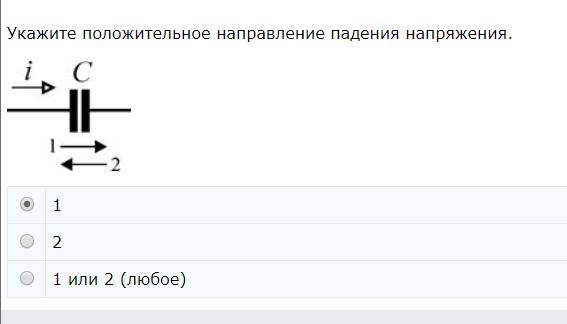 Укажите положительное направление падения напряжения.
i C
1
2
1
2
1 или 2 (любое)